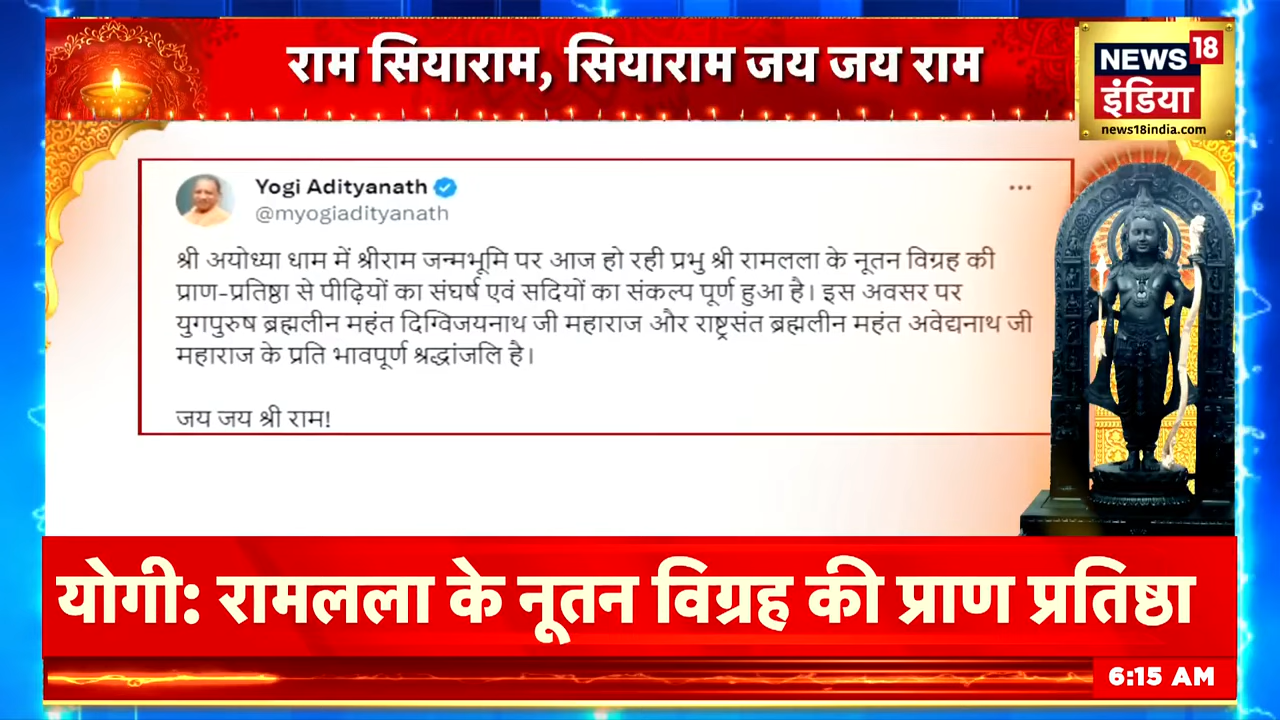 राम सियाराम, सियाराम जय जय राम
NEWS 18
इंडिया
news18india.com
Yogi Adityanath
@myogiadityanath
श्री अयोध्या धाम में श्रीराम जन्मभूमि पर आज हो रही प्रभु श्री रामलला के नूतन विग्रह की
प्राण-प्रतिष्ठा से पीढ़ियों का संघर्ष एवं सदियों का संकल्प पूर्ण हुआ है। इस अवसर पर
युगपुरुष ब्रह्मलीन महंत दिग्विजयनाथ जी महाराज और राष्ट्रसंत ब्रह्मलीन महंत अवेद्यनाथ जी
महाराज के प्रति भावपूर्ण श्रद्धांजलि है।
जय जय श्री राम!
योगी: रामलला के नूतन विग्रह की प्राण प्रतिष्ठा
6:15 AM